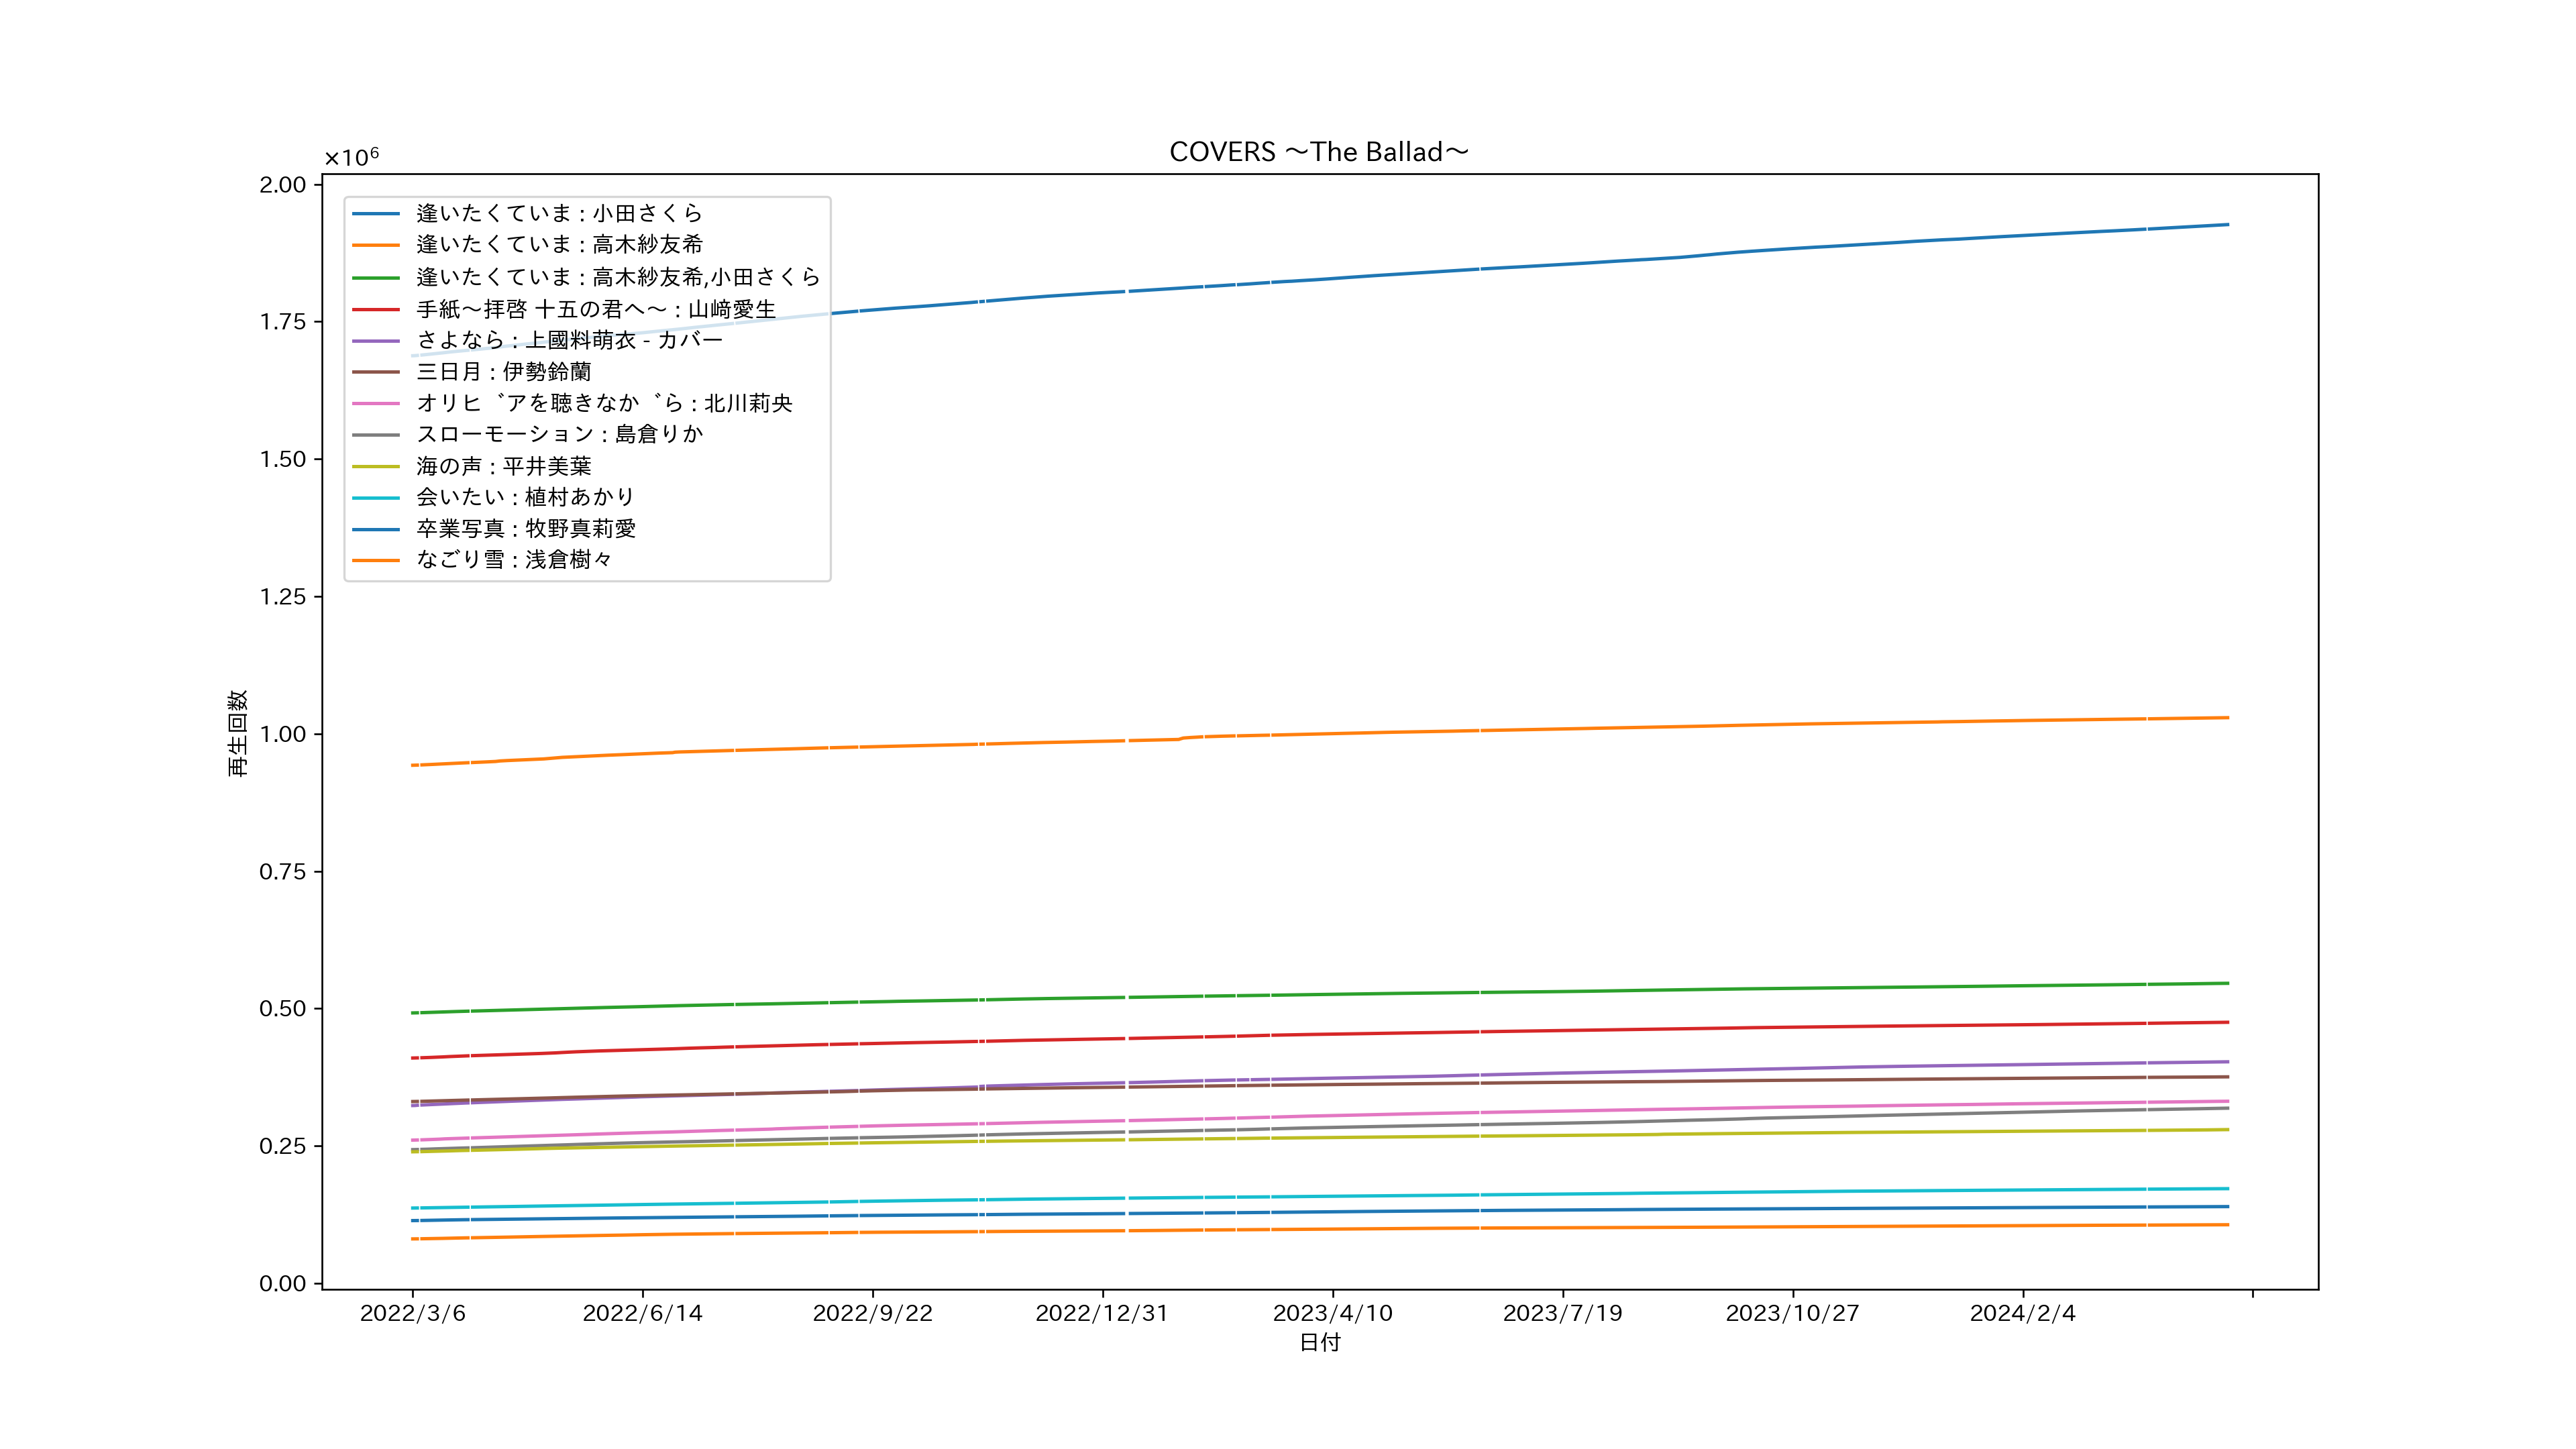 COVERS ～The Ballad～
×10⁶
2.00
1.75
1.50
1.25
1.00
0.75
0.50
0.25
0.00
再生回数
逢いたくていま : 小田さくら
逢いたくていま : 高木紗友希
逢いたくていま : 高木紗友希,小田さくら
手紙～拝啓 十五の君へ～ : 山﨑愛生
さよなら : 上國料萌衣 - カバー
三日月 : 伊勢鈴蘭
オリヒ゛アを聴きなか゛ら : 北川莉央
スローモーション : 島倉りか
海の声 : 平井美葉
会いたい : 植村あかり
卒業写真 : 牧野真莉愛
なごり雪 : 浅倉樹々
2022/3/6
2022/6/14
2022/9/22
2022/12/31
2023/4/10
2023/7/19
2023/10/27
2024/2/4
日付